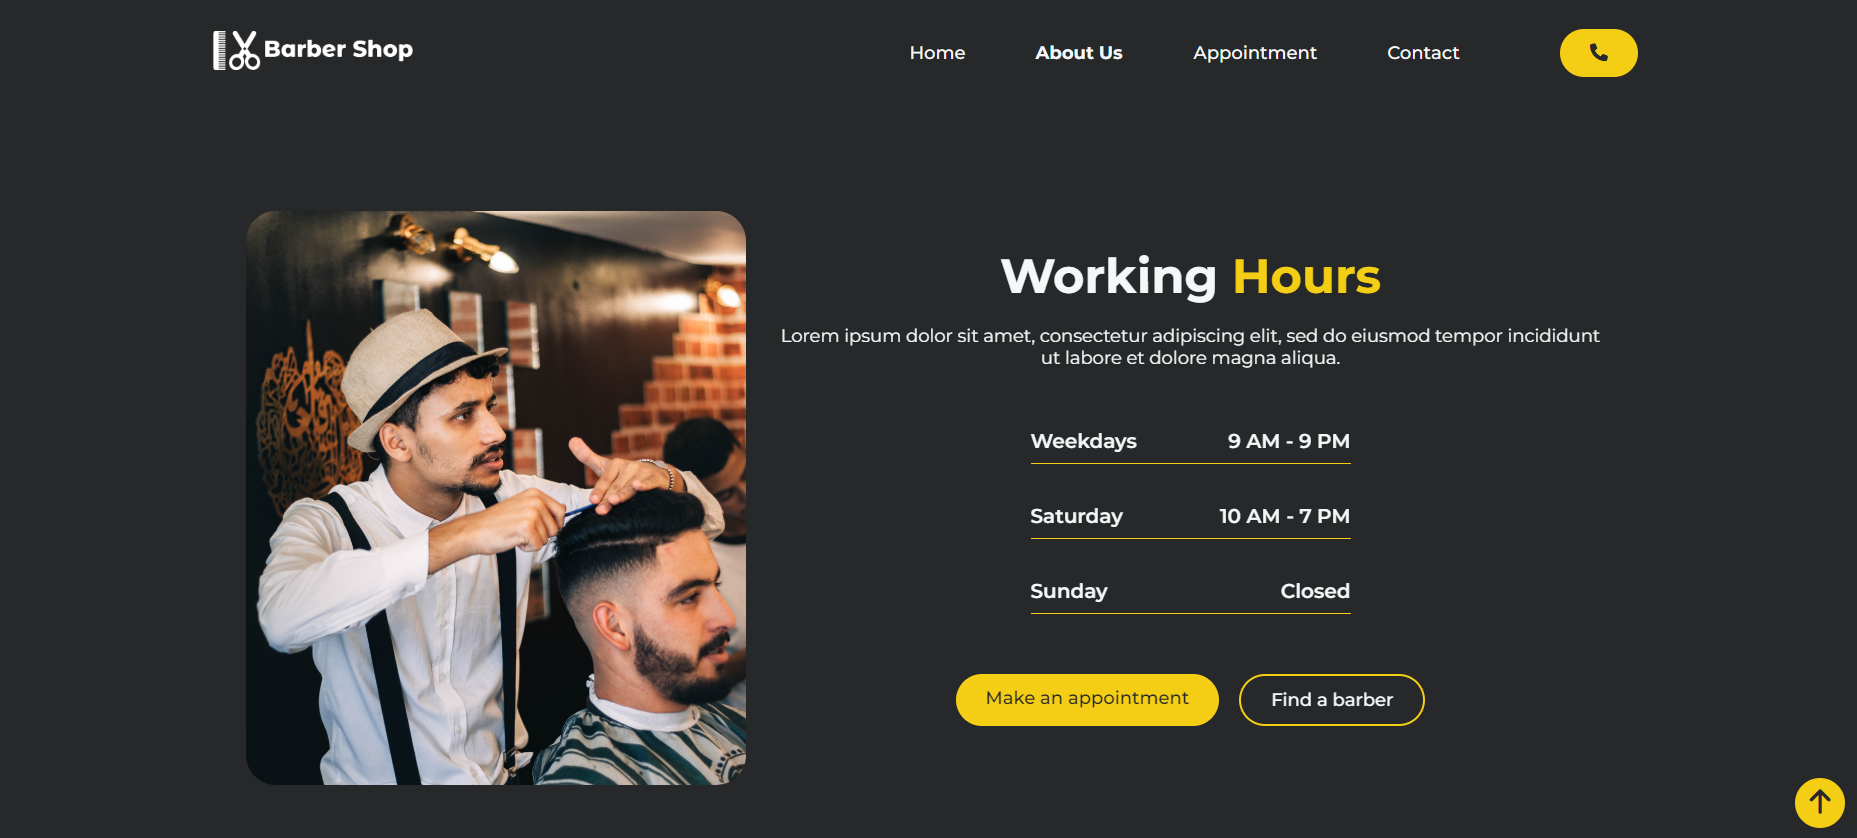 Barber Shop
Home
About Us
Appointment
Contact
Working Hours
Lorem ipsum dolor sit amet, consectetur adipiscing elit, sed do eiusmod tempor incididunt
ut labore et dolore magna aliqua.
Weekdays 9 AM - 9 PM
Saturday 10 AM - 7 PM
Sunday Closed
Make an appointment
Find a barber